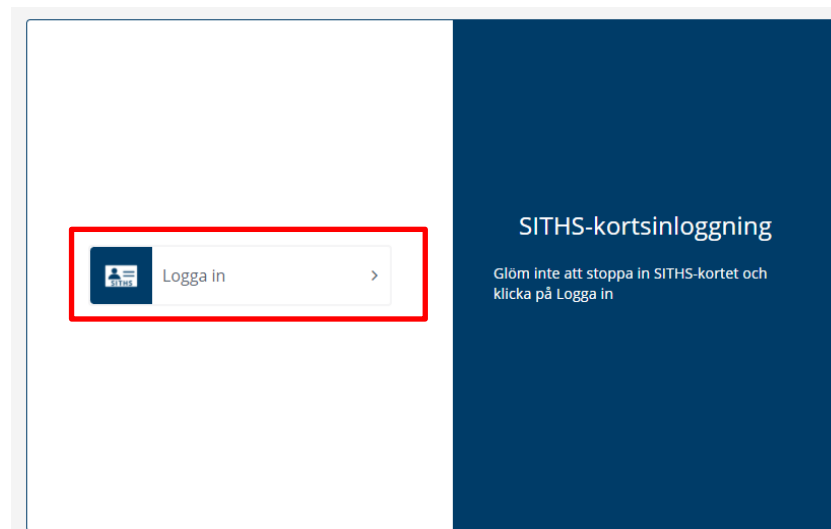 SITHS
Logga in
SITHS-kortsinloggning
Glöm inte att stoppa in SITHS-kortet och
klicka på Logga in